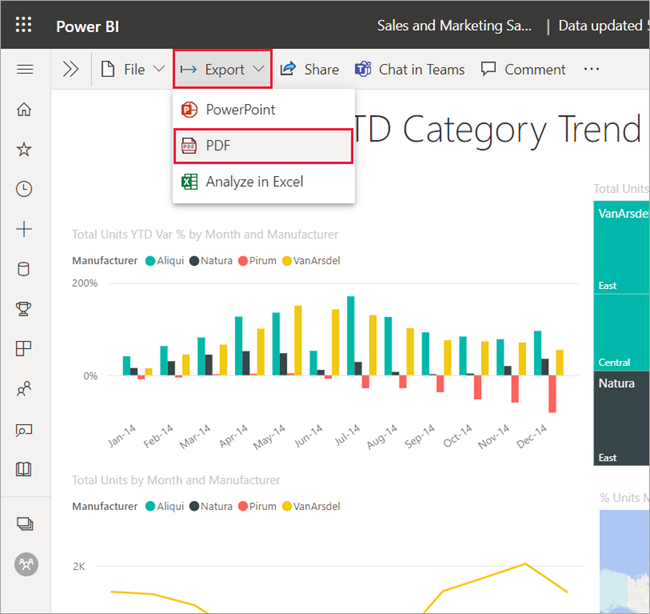 Power BI
Sales and Marketing Sa... | Data updated 5
File Export Share Chat in Teams Comment ...
PowerPoint
PDF
Analyze in Excel
TD Category Trend
Total Units
Total Units YTD Var % by Month and Manufacturer
Manufacturer Aliqui Natura Pirum VanArsdel
200%
0%
Jan-14 Feb-14 Mar-14 Apr-14 May-14 Jun-14 Jul-14 Aug-14 Sep-14 Oct-14 Nov-14 Dec-14
VanArsdel
East
Central
Natura
East
Total Units by Month and Manufacturer
Manufacturer Aliqui Natura Pirum VanArsdel
2K
% Units M